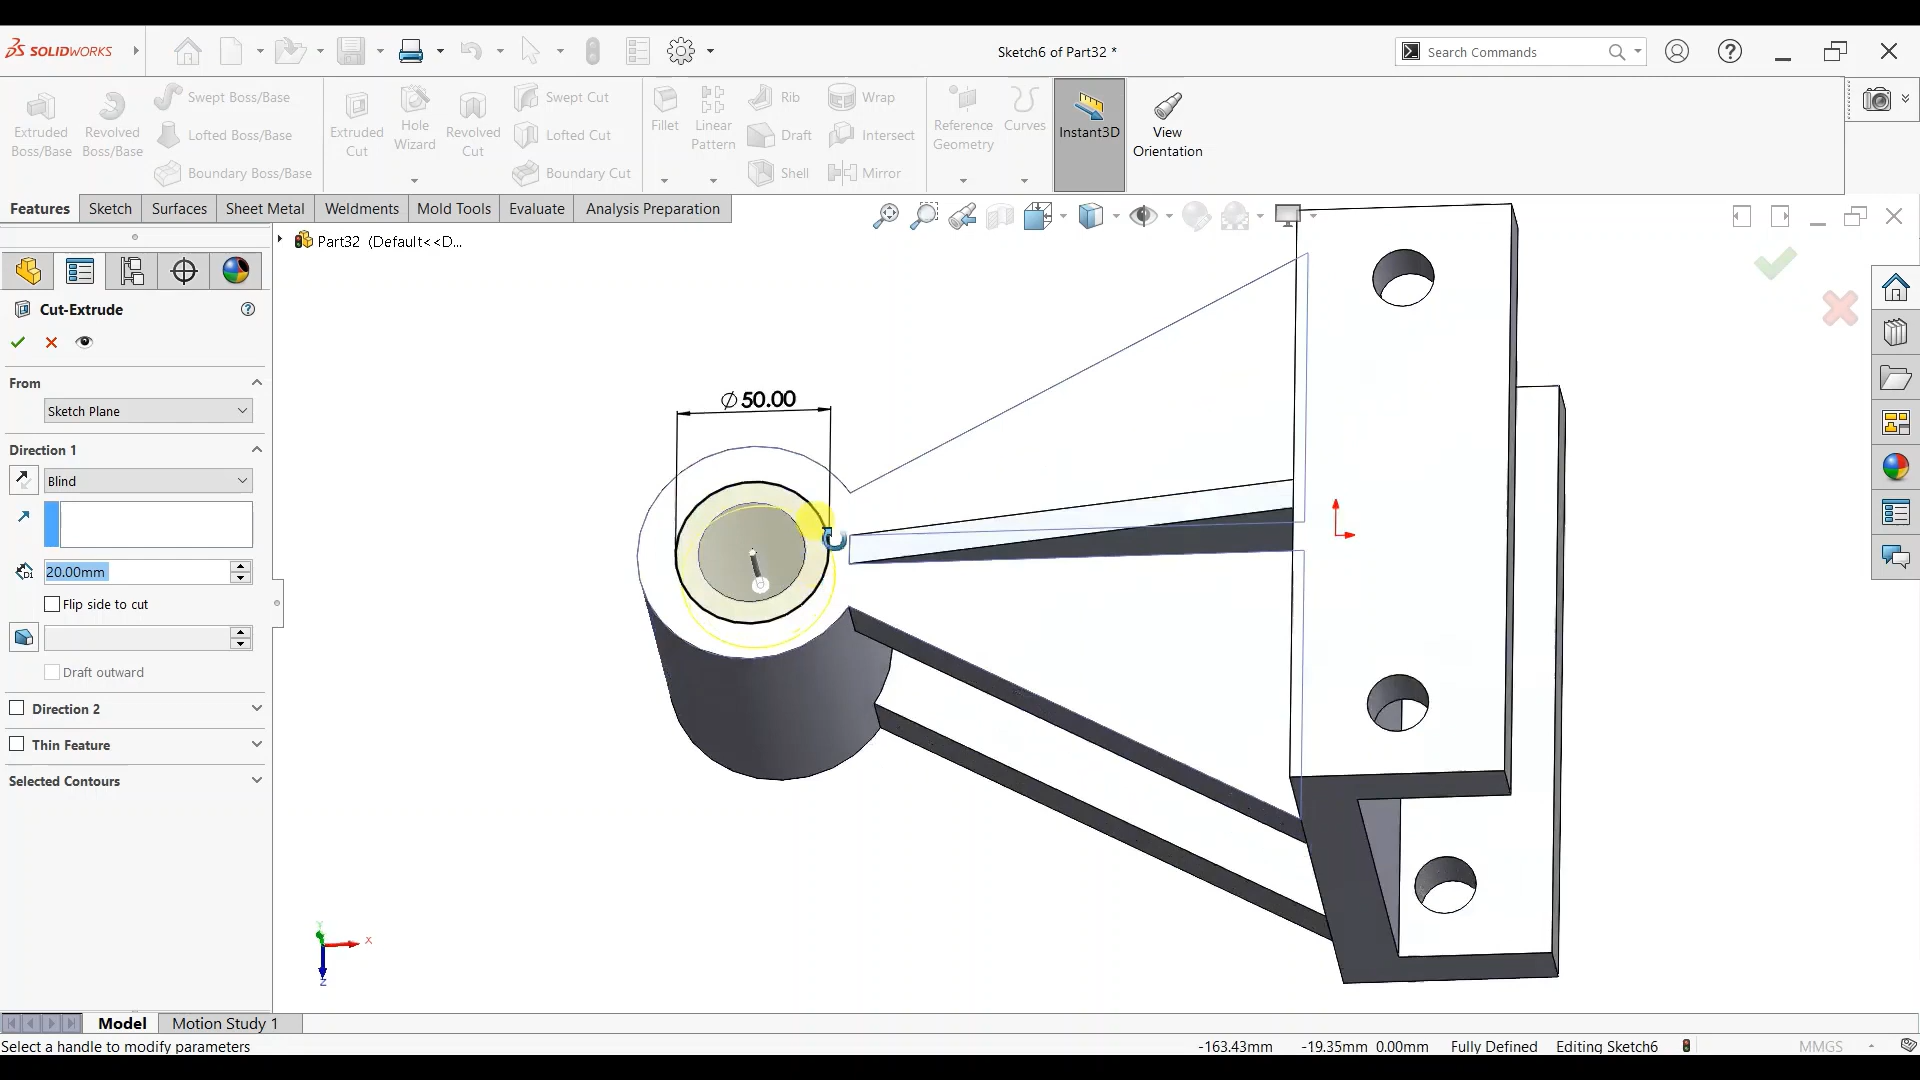 SOLIDWORKS
Sketch6 of Part32 *
Search Commands
Extruded Boss/Base
Revolved Boss/Base
Swept Boss/Base
Lofted Boss/Base
Boundary Boss/Base
Extruded Cut
Hole Wizard
Revolved Cut
Swept Cut
Lofted Cut
Boundary Cut
Fillet
Linear Pattern
Rib
Draft
Shell
Wrap
Intersect
Mirror
Reference Geometry
Curves
Instant3D
View Orientation
Features
Sketch
Surfaces
Sheet Metal
Weldments
Mold Tools
Evaluate
Analysis Preparation
Part32 (Default<<D...
Cut-Extrude
From
Sketch Plane
Direction 1
Blind
D1
20.00mm
Flip side to cut
Draft outward
Direction 2
Thin Feature
Selected Contours
∅50.00
Y
X
Z
Model
Motion Study 1
Select a handle to modify parameters
-163.43mm
-19.35mm 0.00mm
Fully Defined
Editing Sketch6
MMGS